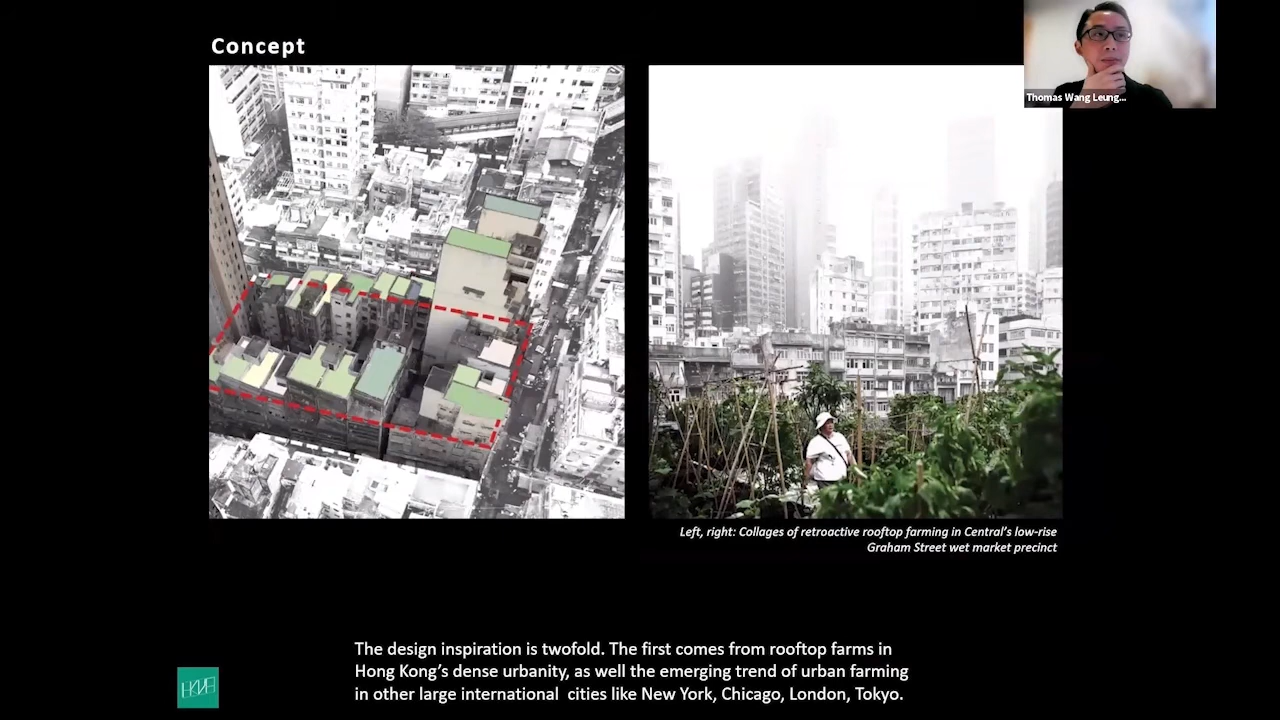 Concept
Thomas Wang Leung...
Left, right: Collages of retroactive rooftop farming in Central's low-rise
Graham Street wet market precinct
The design inspiration is twofold. The first comes from rooftop farms in
Hong Kong's dense urbanity, as well the emerging trend of urban farming
in other large international cities like New York, Chicago, London, Tokyo.